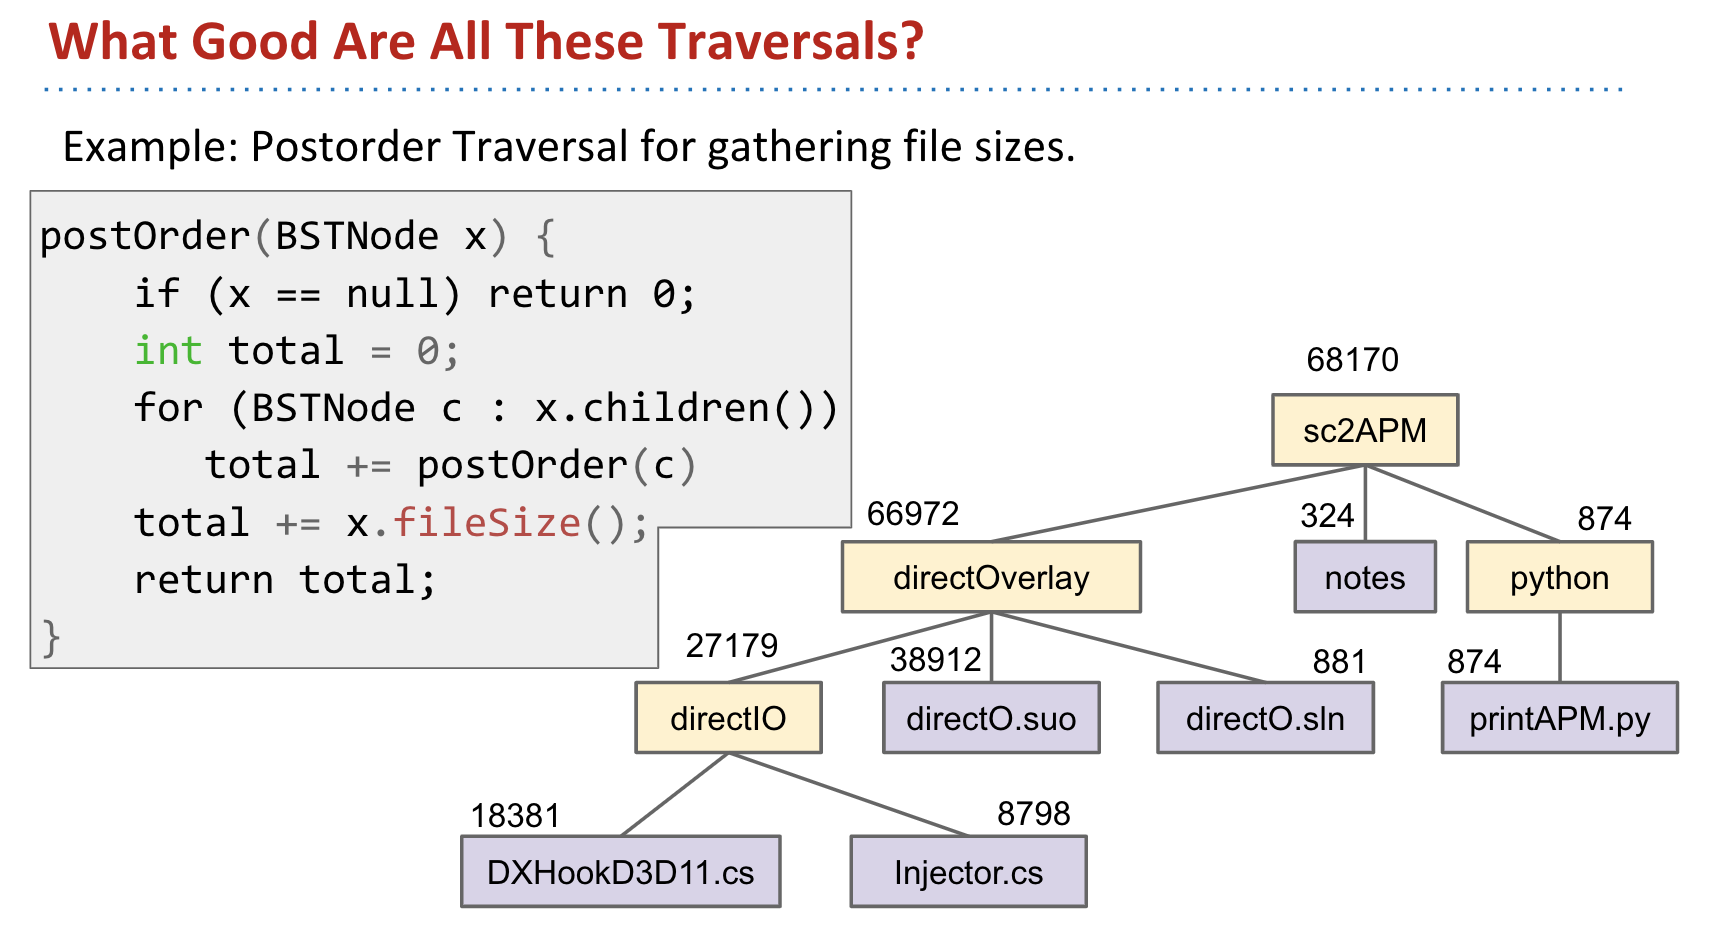 What Good Are All These Traversals?
Example: Postorder Traversal for gathering file sizes.
postOrder(BSTNode x) {
    if (x == null) return 0;
    int total = 0;
    for (BSTNode c : x.children())
       total += postOrder(c)
    total += x.fileSize();
    return total;
}
68170
sc2APM
66972
324
874
directOverlay
notes
python
27179
38912
881
874
directIO
directO.suo
directO.sln
printAPM.py
18381
8798
DXHookD3D11.cs
Injector.cs